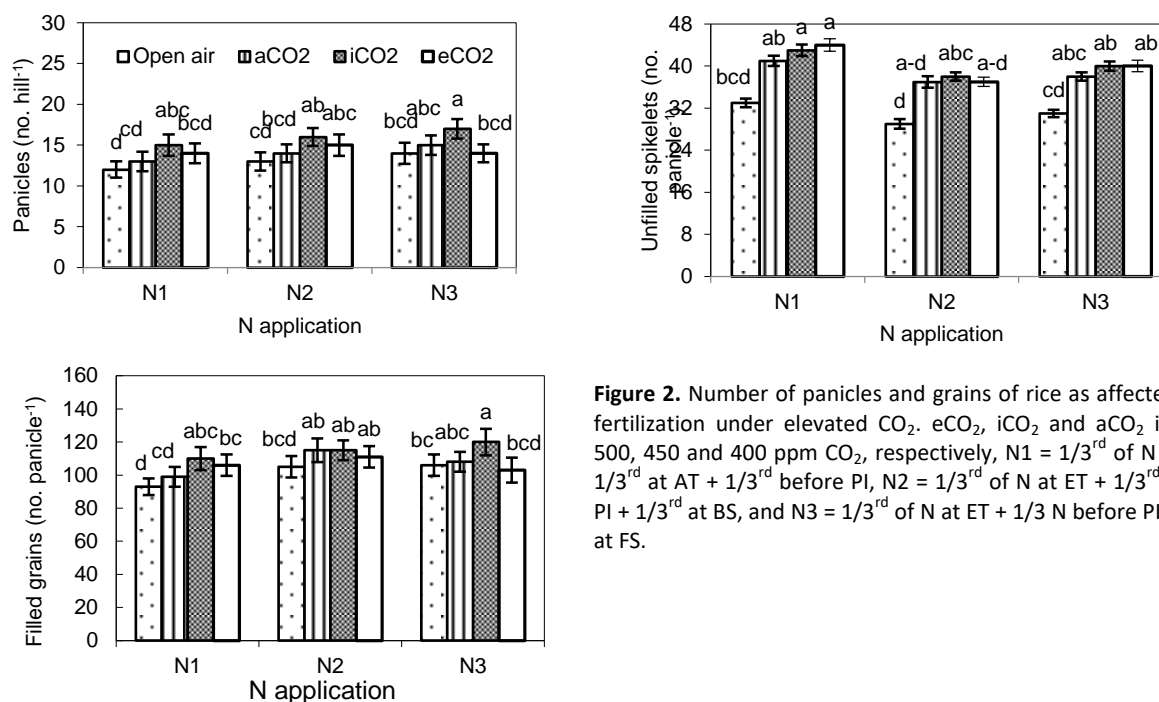 Panicles (no. hill⁻¹)
30
25
20
15
10
5
0
Open air aCO2 iCO2 eCO2
d cd abc bcd
cd bcd ab abc
bcd abc a bcd
N1 N2 N3
N application
Unfilled spikelets (no.
panicle⁻¹)
48
40
32
24
16
8
0
bcd ab a a
d a-d abc a-d
cd abc ab ab
N1 N2 N3
N application
Filled grains (no. panicle⁻¹)
160
140
120
100
80
60
40
20
0
d cd abc bc
bcd ab ab ab
bc abc a bcd
N1 N2 N3
N application
Figure 2. Number of panicles and grains of rice as affecte
fertilization under elevated CO₂. eCO₂, iCO₂ and aCO₂ i
500, 450 and 400 ppm CO₂, respectively, N1 = 1/3ʳᵈ of N
1/3ʳᵈ at AT + 1/3ʳᵈ before PI, N2 = 1/3ʳᵈ of N at ET + 1/3ʳᵈ
PI + 1/3ʳᵈ at BS, and N3 = 1/3ʳᵈ of N at ET + 1/3 N before PI
at FS.